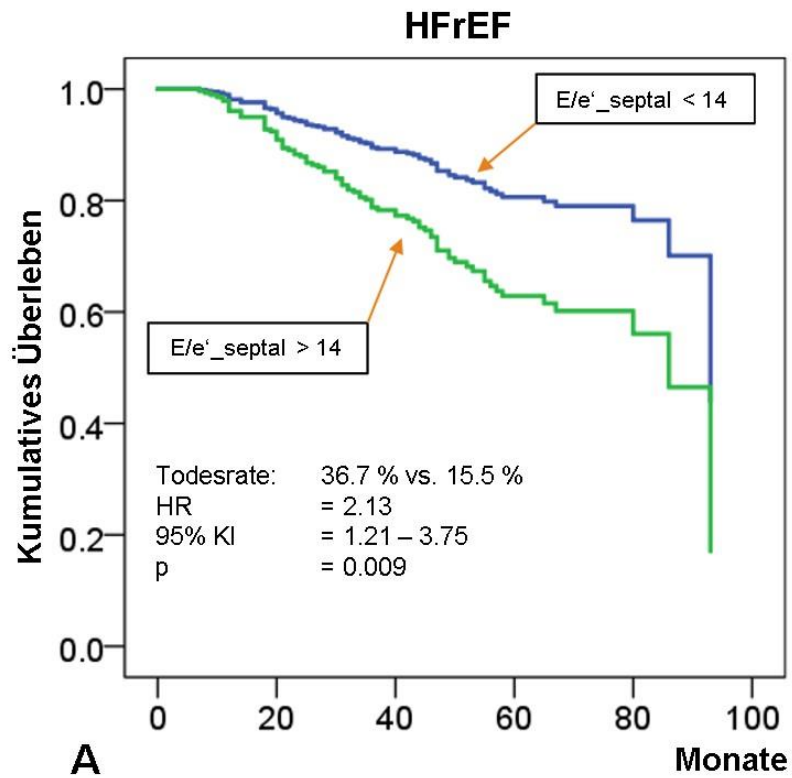 HFrEF
E/e‘_septal < 14
E/e‘_septal > 14
Kumulatives Überleben
1.0
0.8
0.6
0.4
0.2
0.0
Todesrate: 36.7 % vs. 15.5 %
HR = 2.13
95% KI = 1.21 – 3.75
p = 0.009
0 20 40 60 80 100
A Monate